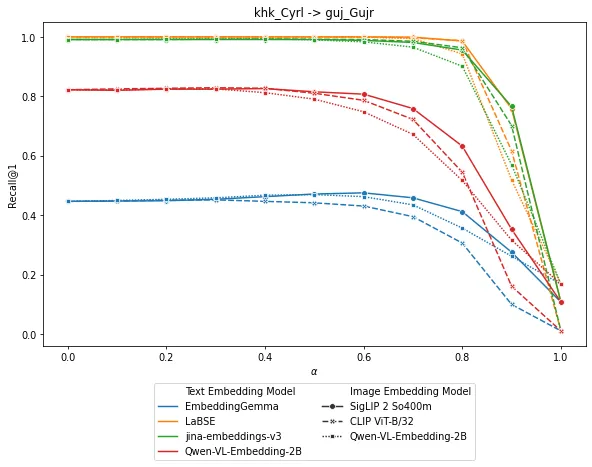 khk_Cyrl -> guj_Gujr
Recall@1
1.0
0.8
0.6
0.4
0.2
0.0
0.0 0.2 0.4 0.6 0.8 1.0
α
Text Embedding Model
EmbeddingGemma
LaBSE
jina-embeddings-v3
Qwen-VL-Embedding-2B
Image Embedding Model
SigLIP 2 So400m
CLIP ViT-B/32
Qwen-VL-Embedding-2B